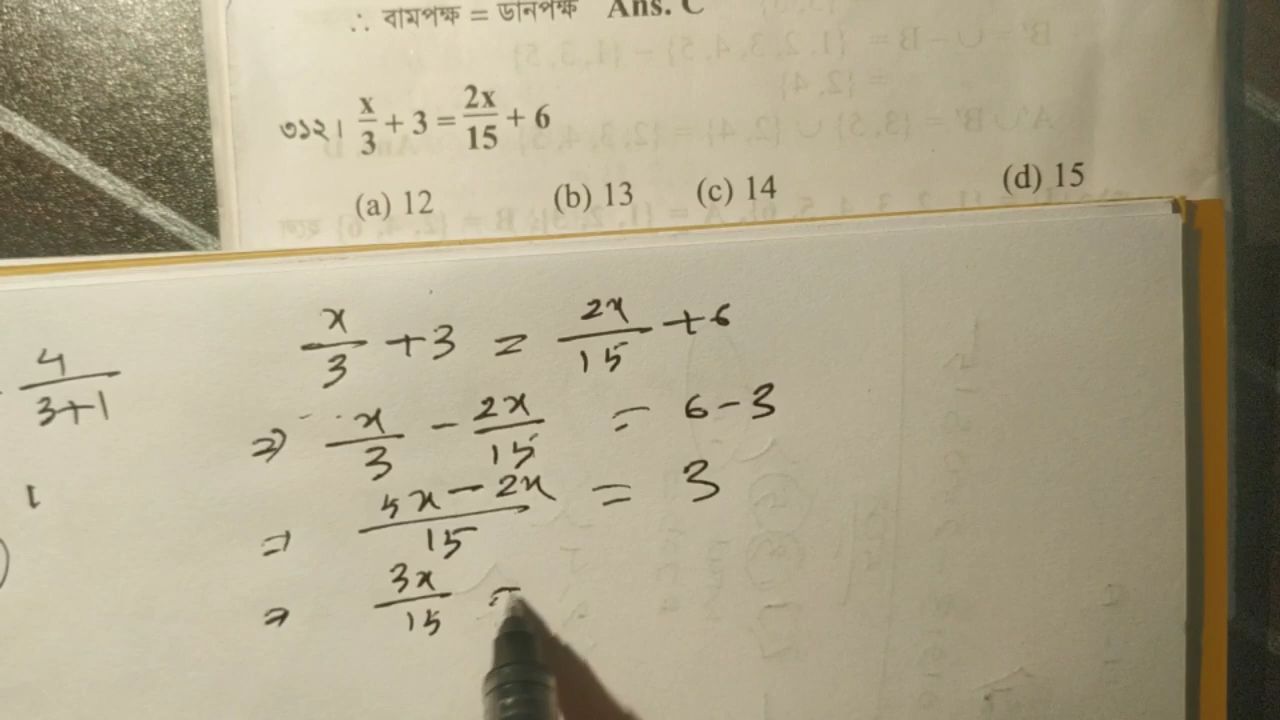 ∴ বামপক্ষ = ডানপক্ষ Ans. C
৩১২। x/3 + 3 = 2x/15 + 6
(a) 12 (b) 13 (c) 14 (d) 15
x/3 + 3 = 2x/15 + 6
4/3+1
⇒ x/3 - 2x/15 = 6 - 3
1
⇒ 5x - 2x/15 = 3
⇒ 3x/15 =